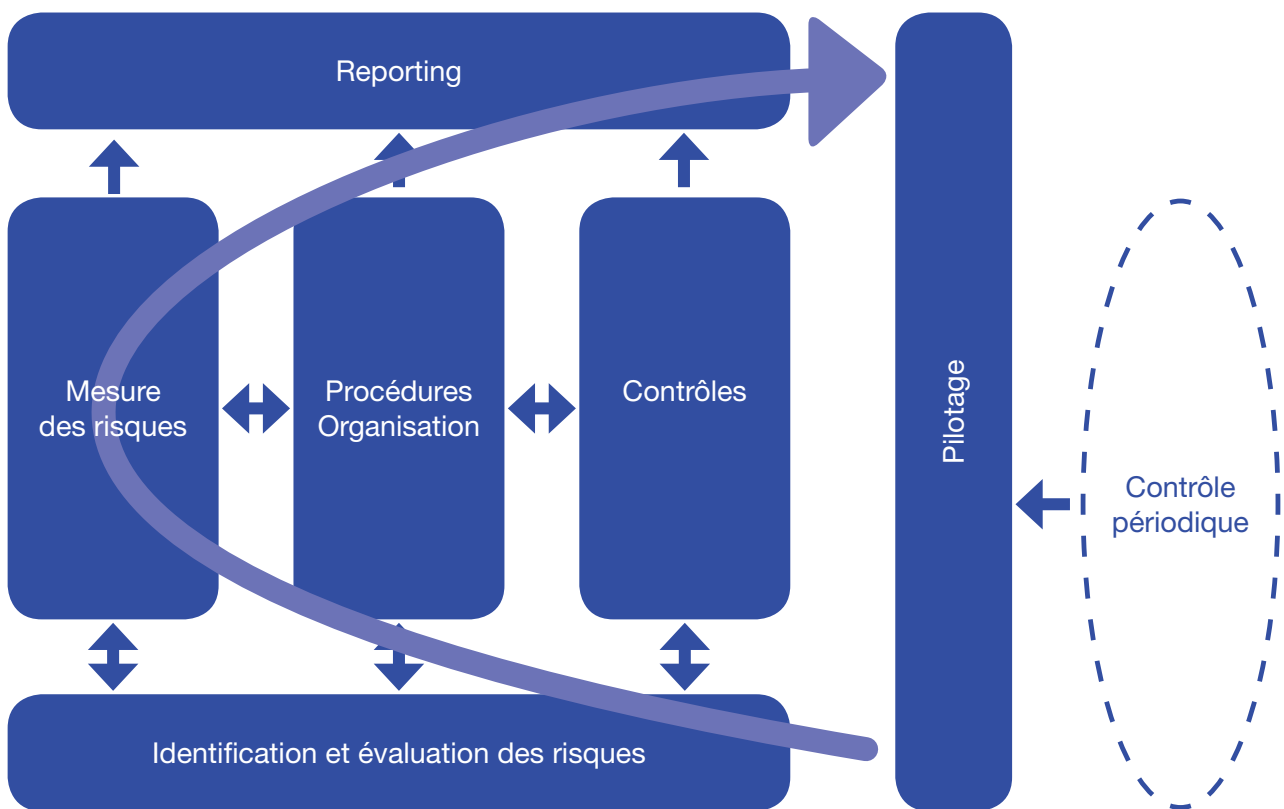 Reporting
Mesure
des risques
Procédures
Organisation
Contrôles
Pilotage
Contrôle
périodique
Identification et évaluation des risques